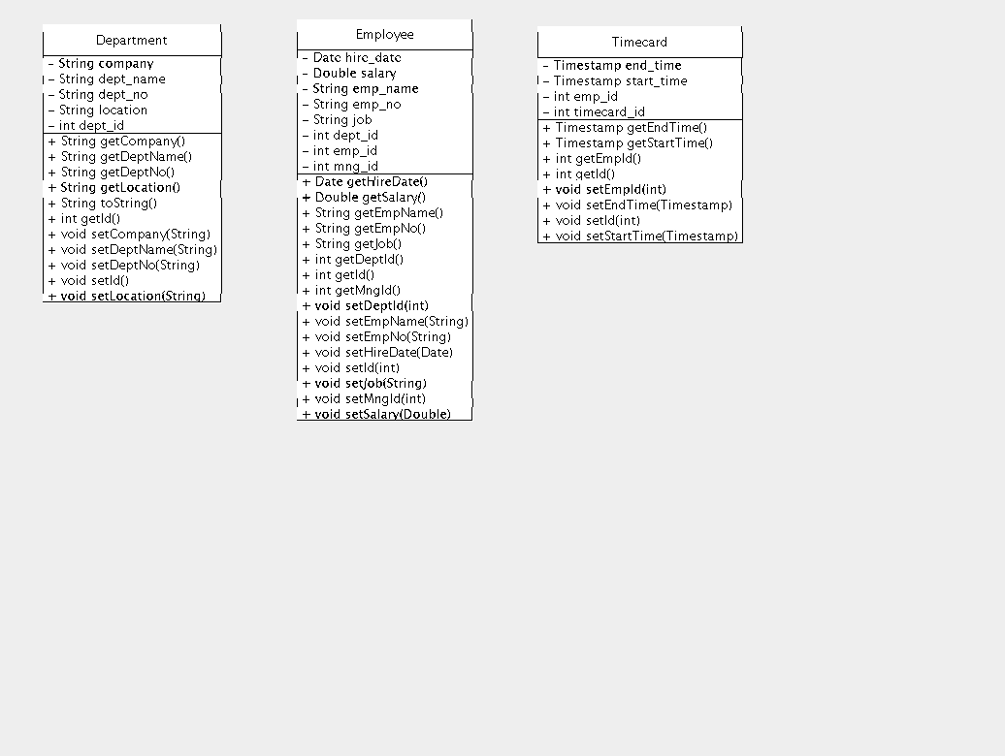 Department
- String company
- String dept_name
- String dept_no
- String location
- int dept_id
+ String getCompany()
+ String getDeptName()
+ String getDeptNo()
+ String getLocation()
+ String toString()
+ int getId()
+ void setCompany(String)
+ void setDeptName(String)
+ void setDeptNo(String)
+ void setId()
+ void setLocation(String)
Employee
- Date hire_date
- Double salary
- String emp_name
- String emp_no
- String job
- int dept_id
- int emp_id
- int mng_id
+ Date getHireDate()
+ Double getSalary()
+ String getEmpName()
+ String getEmpNo()
+ String getJob()
+ int getDeptId()
+ int getId()
+ int getMngId()
+ void setDeptId(int)
+ void setEmpName(String)
+ void setEmpNo(String)
+ void setHireDate(Date)
+ void setId(int)
+ void setJob(String)
+ void setMngId(int)
+ void setSalary(Double)
Timecard
- Timestamp end_time
- Timestamp start_time
- int emp_id
- int timecard_id
+ Timestamp getEndTime()
+ Timestamp getStartTime()
+ int getEmpId()
+ int getId()
+ void setEmpId(int)
+ void setEndTime(Timestamp)
+ void setId(int)
+ void setStartTime(Timestamp)